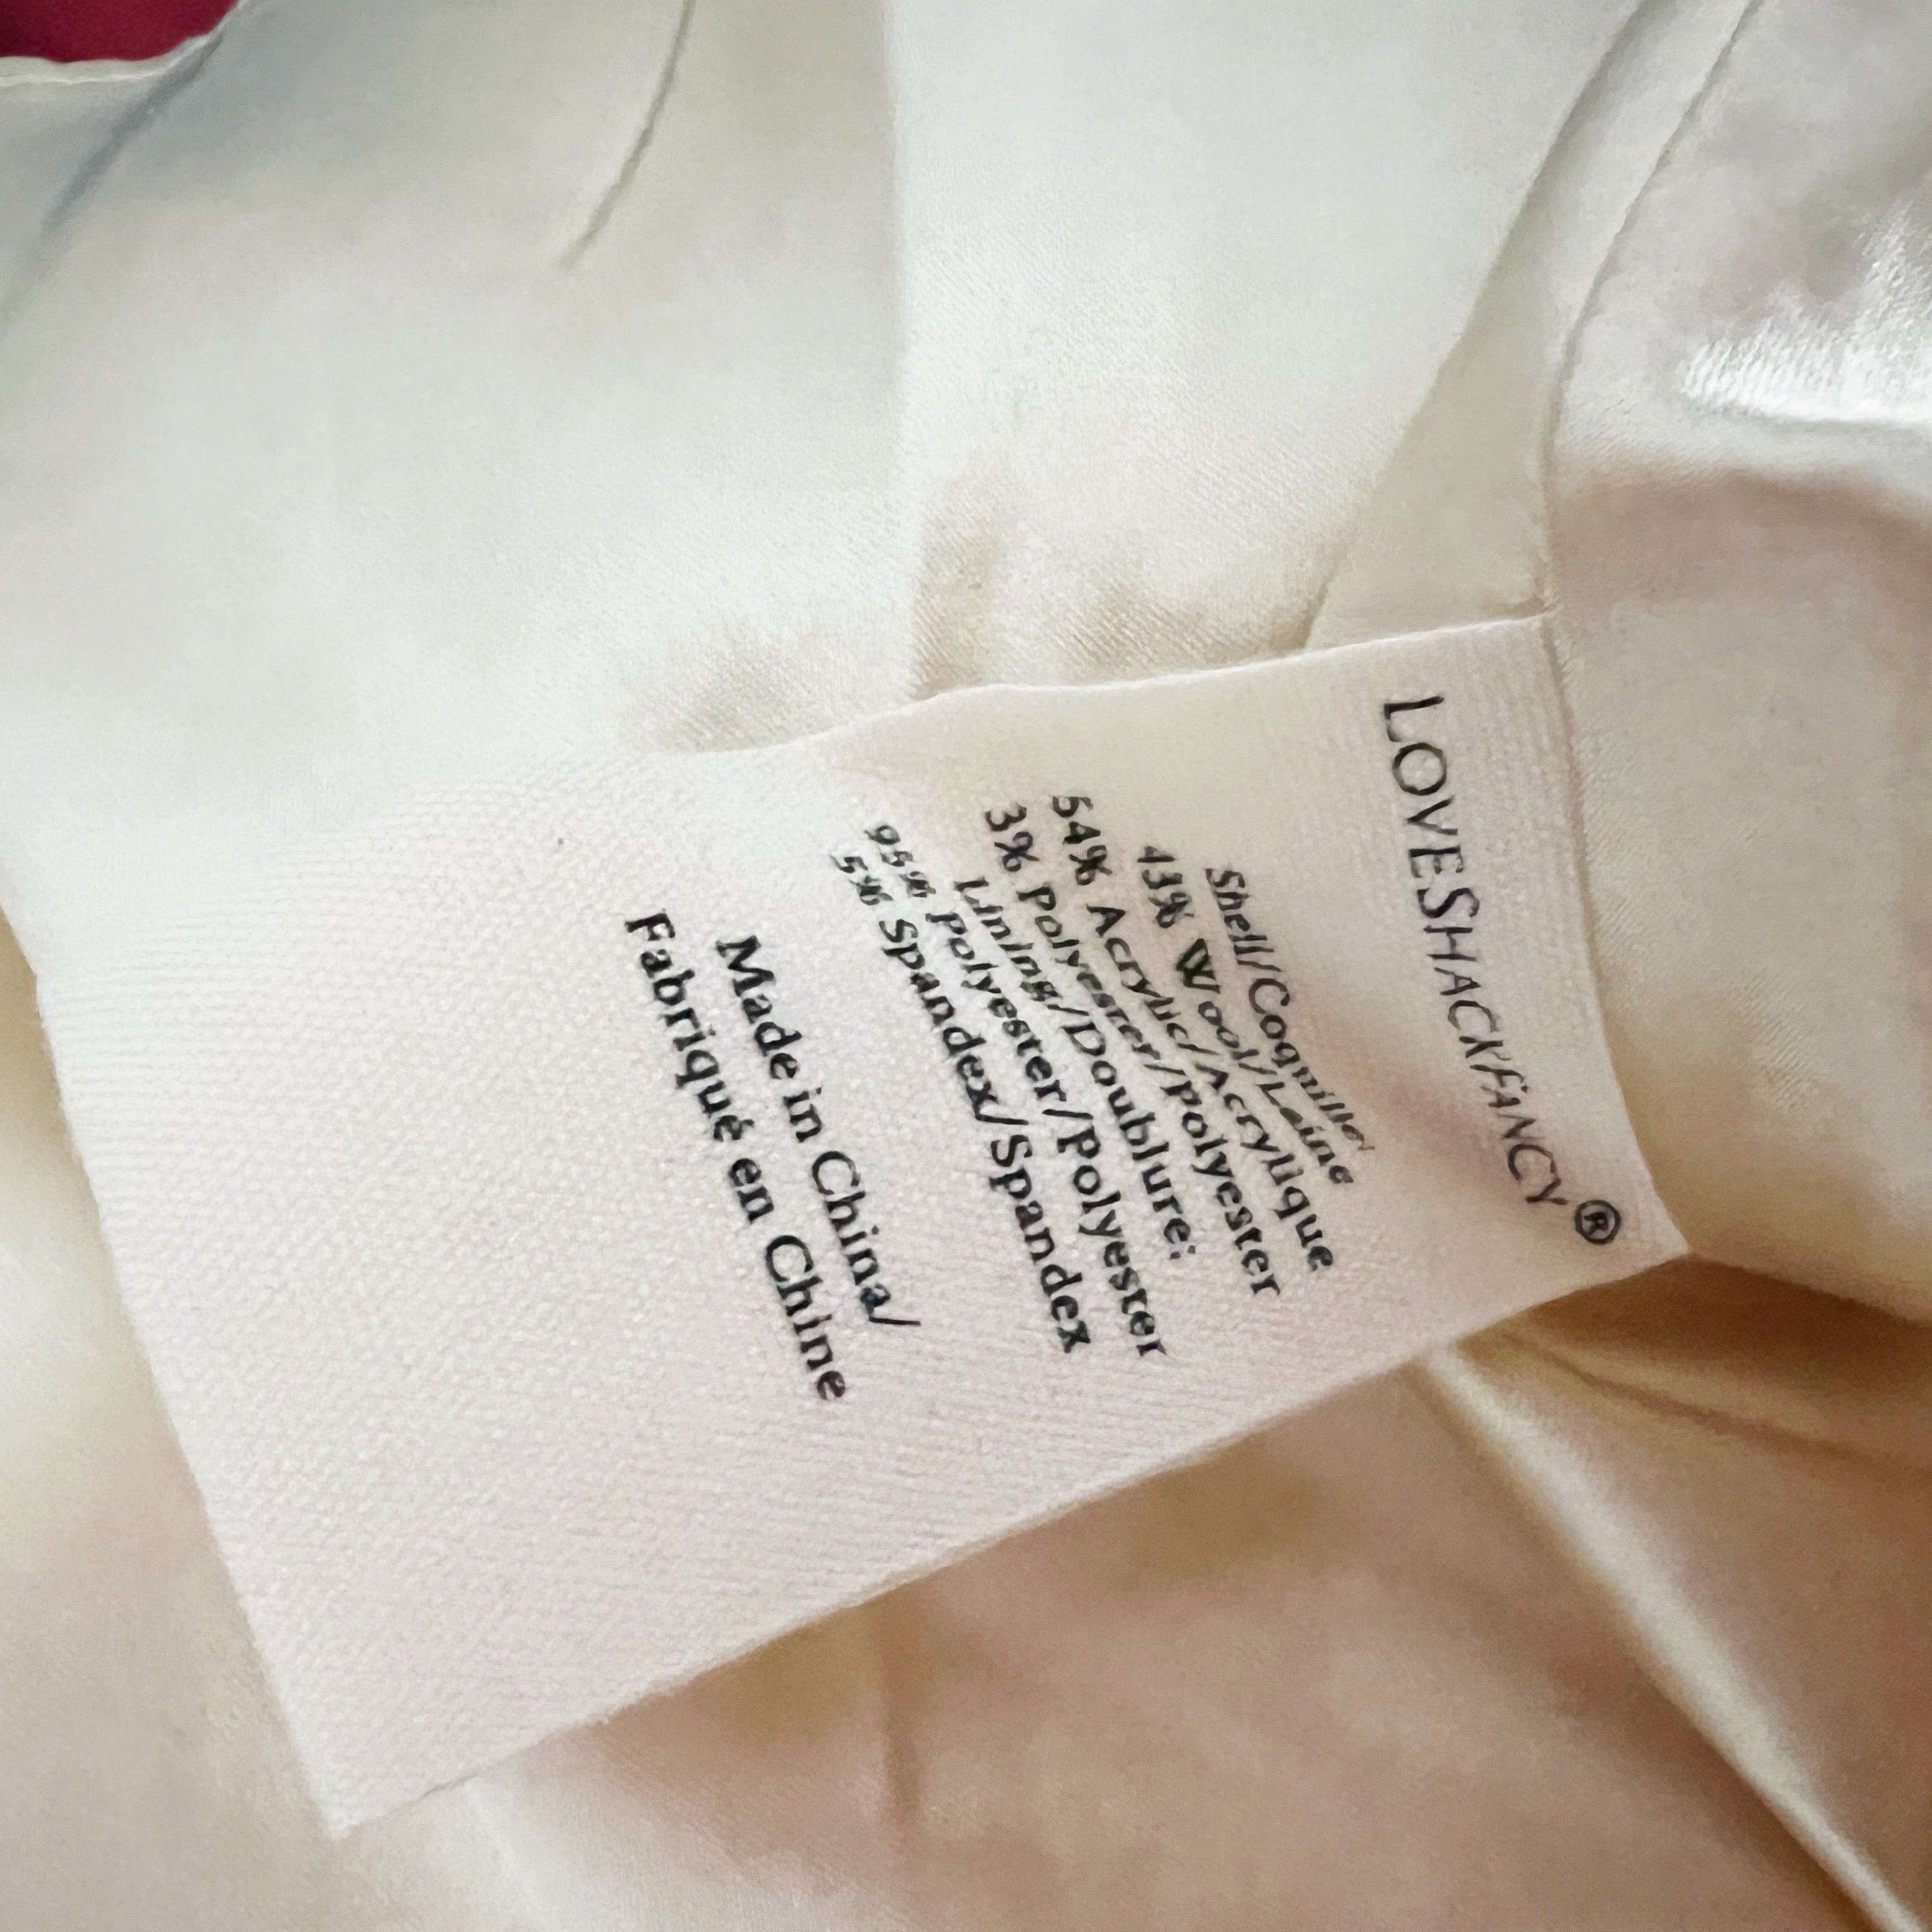 LOVESHACKFANCY®
Shell/Coquille:
43% Wool/Laine
54% Acrylic/Acrylique
3% Polyester/Polyester
Lining/Doublure:
95% Polyester/Polyester
5% Spandex/Spandex
Made in China/
Fabriqué en Chine